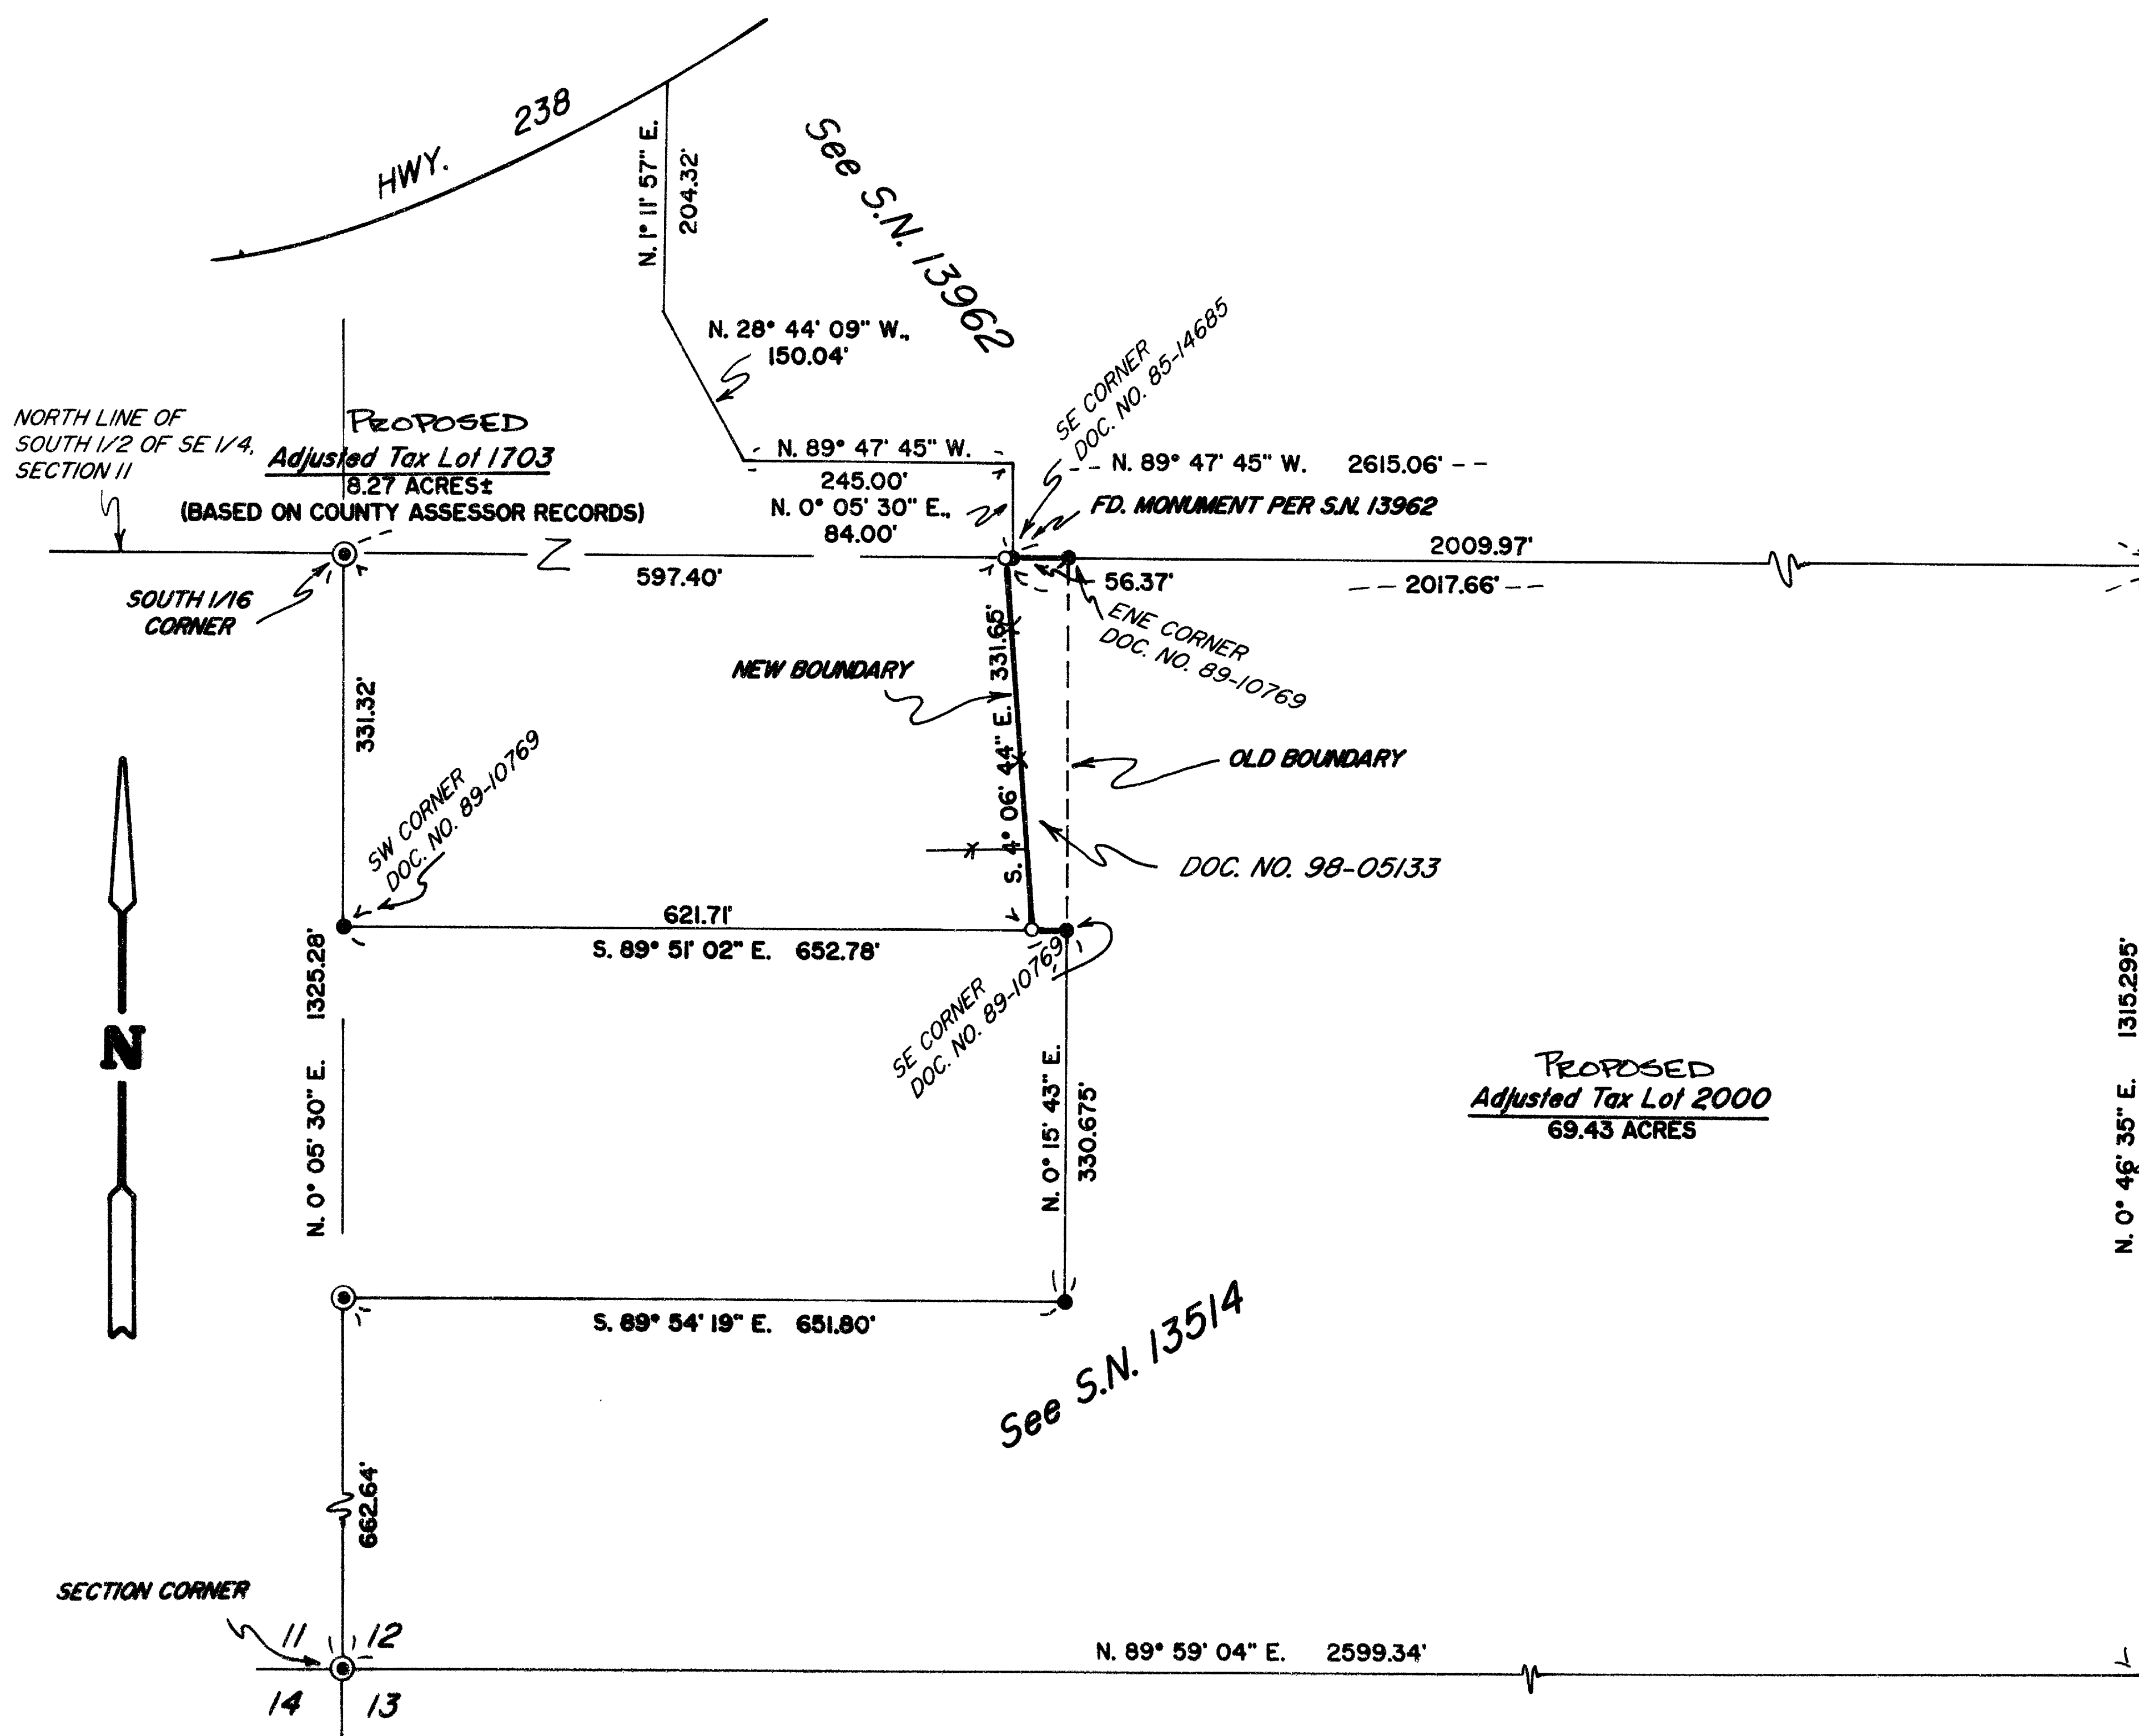 HWY. 238
N. 1° 11' 57" E.
204.32'
See S.N. 13962
N. 28° 44' 09" W.,
150.04'
SE CORNER
DOC. NO. 85-14685
NORTH LINE OF
SOUTH 1/2 OF SE 1/4,
SECTION 11
PROPOSED
Adjusted Tax Lot 1703
8.27 ACRES±
(BASED ON COUNTY ASSESSOR RECORDS)
N. 89° 47' 45" W.
245.00'
N. 0° 05' 30" E.,
84.00'
N. 89° 47' 45" W. 2615.06'
FD. MONUMENT PER S.N. 13962
2009.97'
597.40'
56.37'
2017.66'
SOUTH 1/16
CORNER
ENE CORNER
DOC. NO. 89-10769
NEW BOUNDARY
S. 4° 06' 44" E. 331.65'
331.32'
OLD BOUNDARY
SW CORNER
DOC. NO. 89-10769
DOC. NO. 98-05133
621.71'
S. 89° 51' 02" E. 652.78'
SE CORNER
DOC. NO. 89-10769
N
N. 0° 05' 30" E. 1325.28'
N. 0° 15' 43" E.
330.675'
PROPOSED
Adjusted Tax Lot 2000
69.43 ACRES
N. 0° 46' 35" E. 1315.295'
S. 89° 54' 19" E. 651.80'
See S.N. 13514
662.64'
SECTION CORNER
11 12
14 13
N. 89° 59' 04" E. 2599.34'